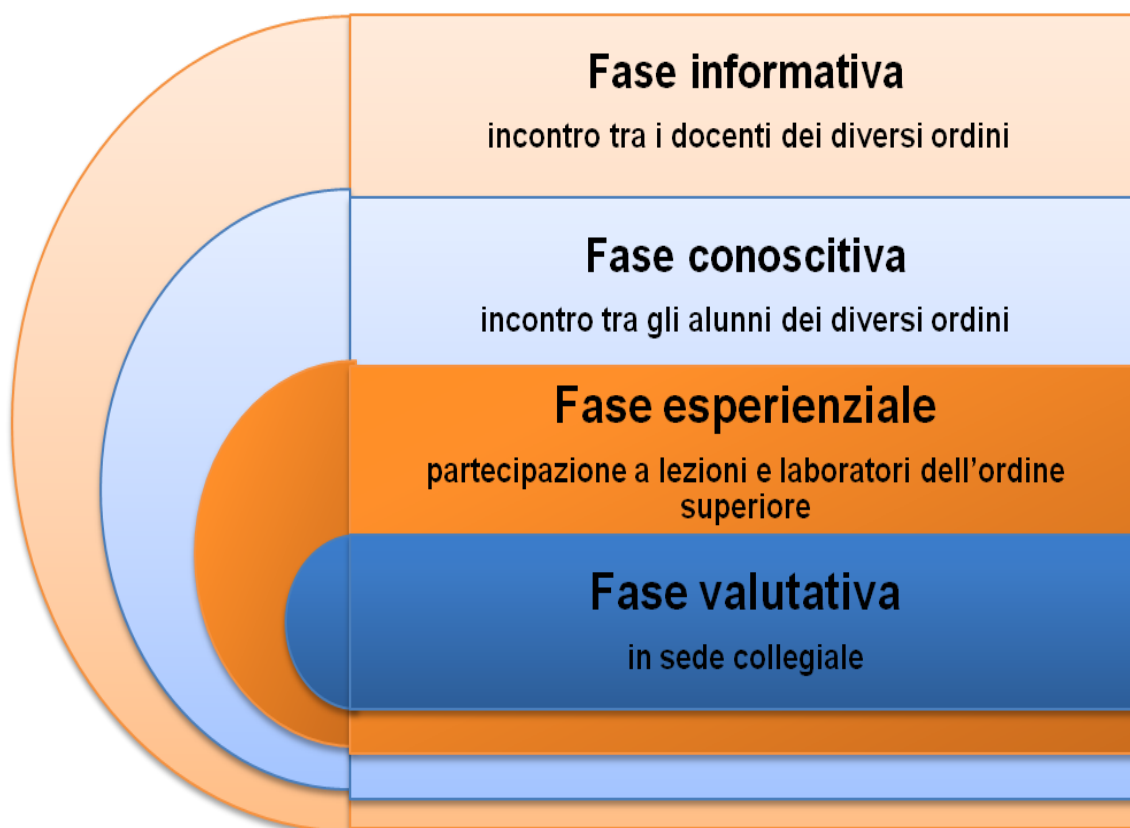 Fase informativa
incontro tra i docenti dei diversi ordini
Fase conoscitiva
incontro tra gli alunni dei diversi ordini
Fase esperienziale
partecipazione a lezioni e laboratori dell’ordine
superiore
Fase valutativa
in sede collegiale